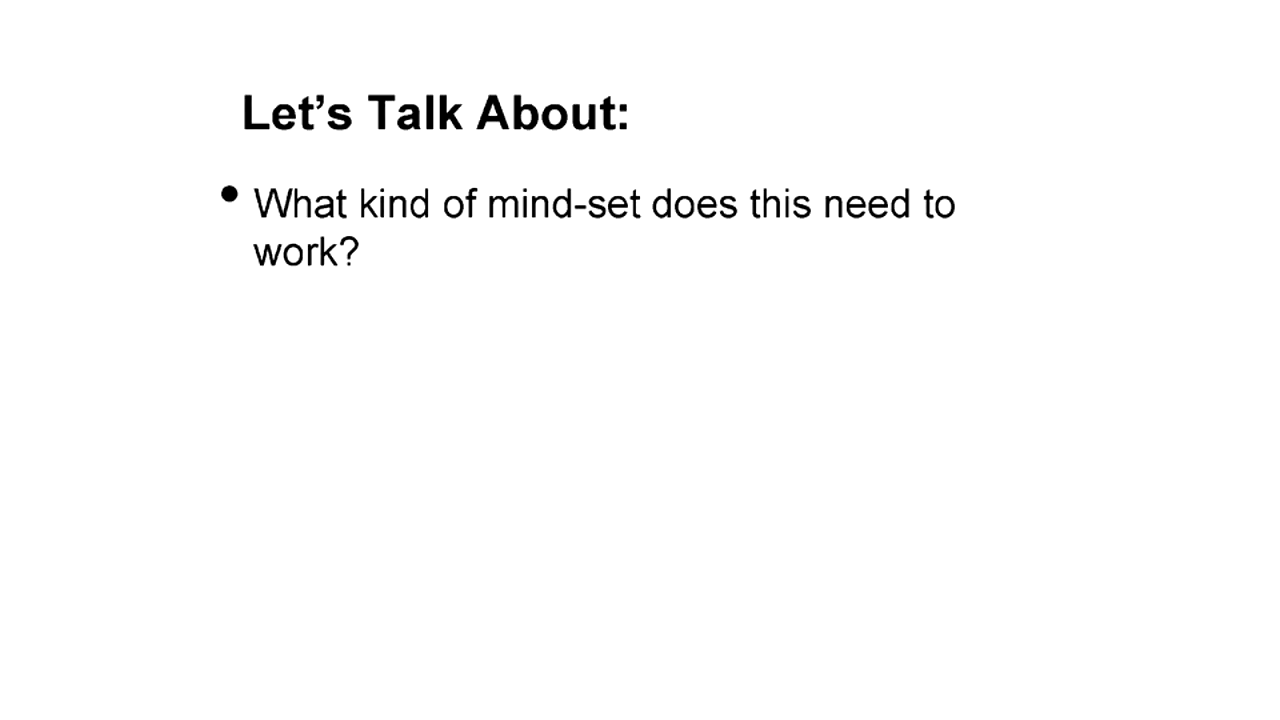 Let’s Talk About:
• What kind of mind-set does this need to
work?